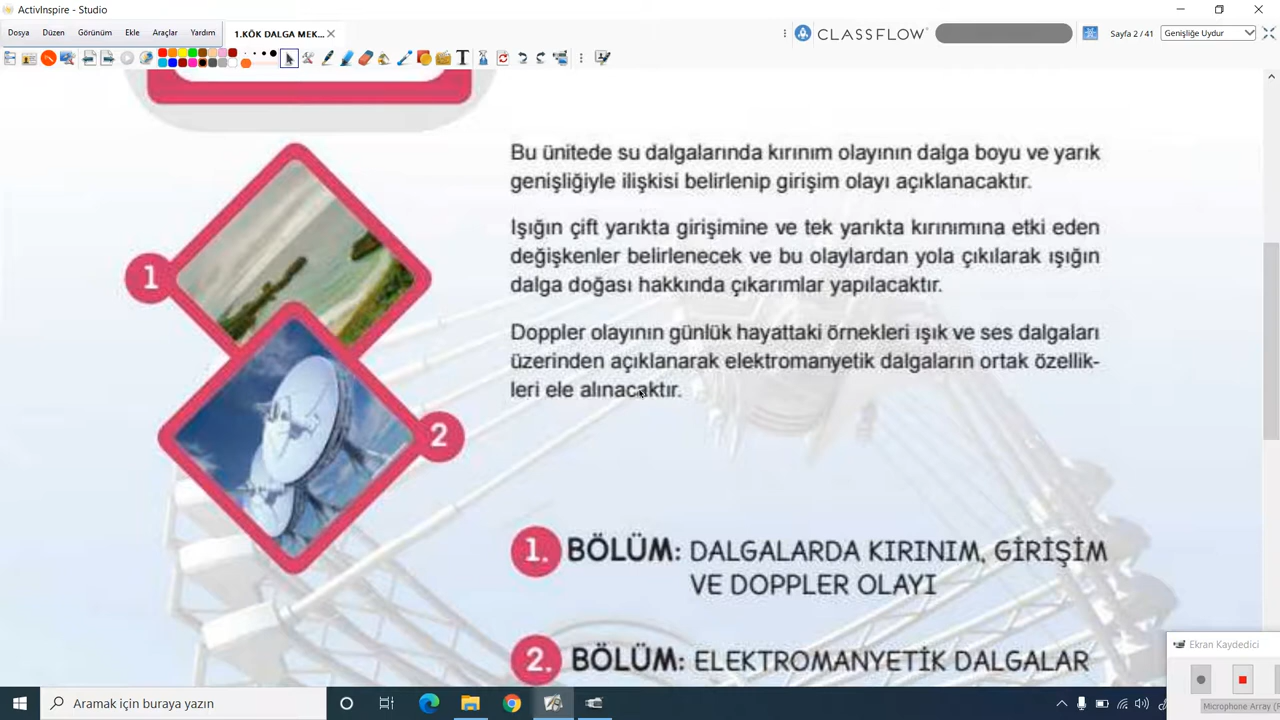 ActivInspire - Studio
Dosya Düzen Görünüm Ekle Araçlar Yardım 1.KÖK DALGA MEK...
CLASSFLOW Sayfa 2 / 41 Genişliğe Uydur
Bu ünitede su dalgalarında kırınım olayının dalga boyu ve yarık
genişliğiyle ilişkisi belirlenip girişim olayı açıklanacaktır.
Işığın çift yarıkta girişimine ve tek yarıkta kırınımına etki eden
değişkenler belirlenecek ve bu olaylardan yola çıkılarak ışığın
dalga doğası hakkında çıkarımlar yapılacaktır.
Doppler olayının günlük hayattaki örnekleri ışık ve ses dalgaları
üzerinden açıklanarak elektromanyetik dalgaların ortak özellik-
leri ele alınacaktır.
1
2
1. BÖLÜM: DALGALARDA KIRINIM, GİRİŞİM
VE DOPPLER OLAYI
2. BÖLÜM: ELEKTROMANYETİK DALGALAR
Ekran Kaydedici
Microphone Array (R
Aramak için buraya yazın